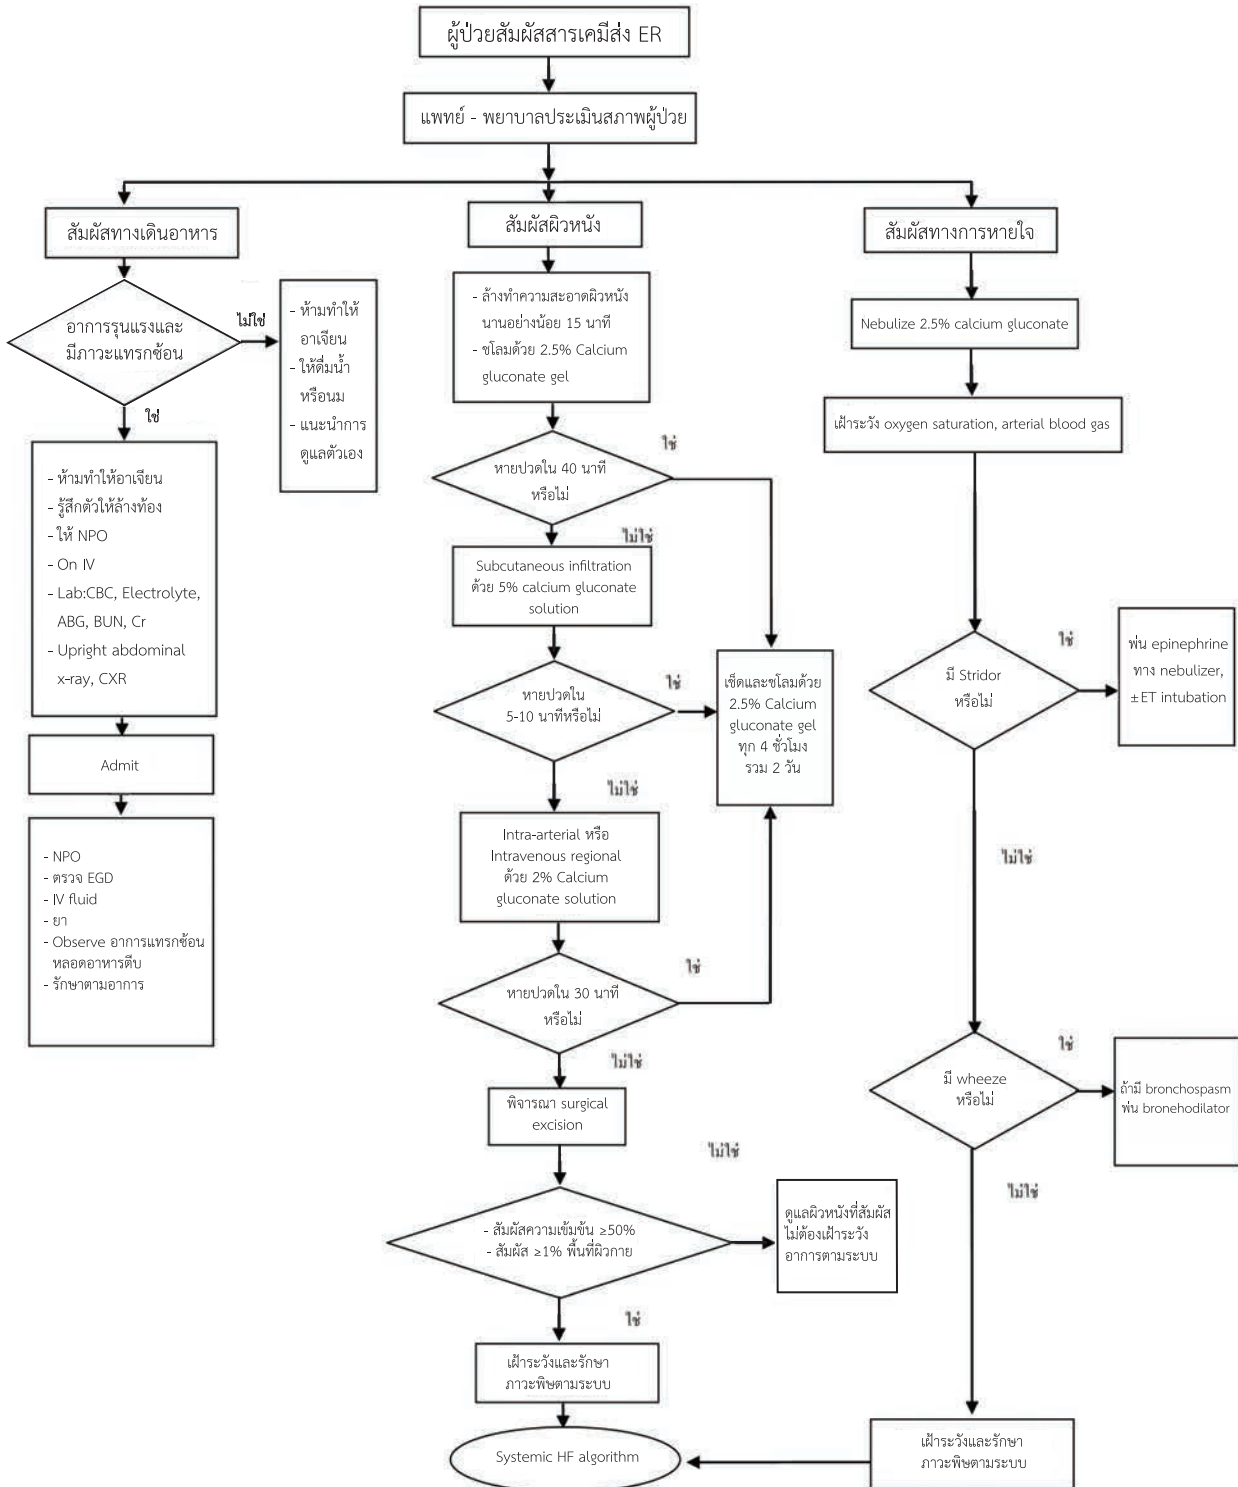 ผู้ป่วยสัมผัสสารเคมีส่ง ER
แพทย์ - พยาบาลประเมินสภาพผู้ป่วย
สัมผัสทางเดินอาหาร
อาการรุนแรงและ
มีภาวะแทรกซ้อน
ไม่ใช่
- ห้ามทำให้
อาเจียน
- ให้ดื่มน้ำ
หรือนม
- แนะนำการ
ดูแลตัวเอง
ใช่
- ห้ามทำให้อาเจียน
- รู้สึกตัวให้ล้างท้อง
- ให้ NPO
- On IV
- Lab:CBC, Electrolyte,
ABG, BUN, Cr
- Upright abdominal
x-ray, CXR
Admit
- NPO
- ตรวจ EGD
- IV fluid
- ยา
- Observe อาการแทรกซ้อน
หลอดอาหารตีบ
- รักษาตามอาการ
สัมผัสผิวหนัง
- ล้างทำความสะอาดผิวหนัง
นานอย่างน้อย 15 นาที
- ชโลมด้วย 2.5% Calcium
gluconate gel
หายปวดใน 40 นาที
หรือไม่
ใช่
ไม่ใช่
Subcutaneous infiltration
ด้วย 5% calcium gluconate
solution
หายปวดใน
5-10 นาทีหรือไม่
ใช่
เช็ดและชโลมด้วย
2.5% Calcium
gluconate gel
ทุก 4 ชั่วโมง
รวม 2 วัน
ไม่ใช่
Intra-arterial หรือ
Intravenous regional
ด้วย 2% Calcium
gluconate solution
หายปวดใน 30 นาที
หรือไม่
ใช่
ไม่ใช่
พิจารณา surgical
excision
- สัมผัสความเข้มข้น ≥50%
- สัมผัส ≥1% พื้นที่ผิวกาย
ไม่ใช่
ดูแลผิวหนังที่สัมผัส
ไม่ต้องเฝ้าระวัง
อาการตามระบบ
ใช่
เฝ้าระวังและรักษา
ภาวะพิษตามระบบ
Systemic HF algorithm
สัมผัสทางการหายใจ
Nebulize 2.5% calcium gluconate
เฝ้าระวัง oxygen saturation, arterial blood gas
มี Stridor
หรือไม่
ใช่
พ่น epinephrine
ทาง nebulizer,
±ET intubation
ไม่ใช่
มี wheeze
หรือไม่
ใช่
ถ้ามี bronchospasm
พ่น bronehodilator
ไม่ใช่
เฝ้าระวังและรักษา
ภาวะพิษตามระบบ